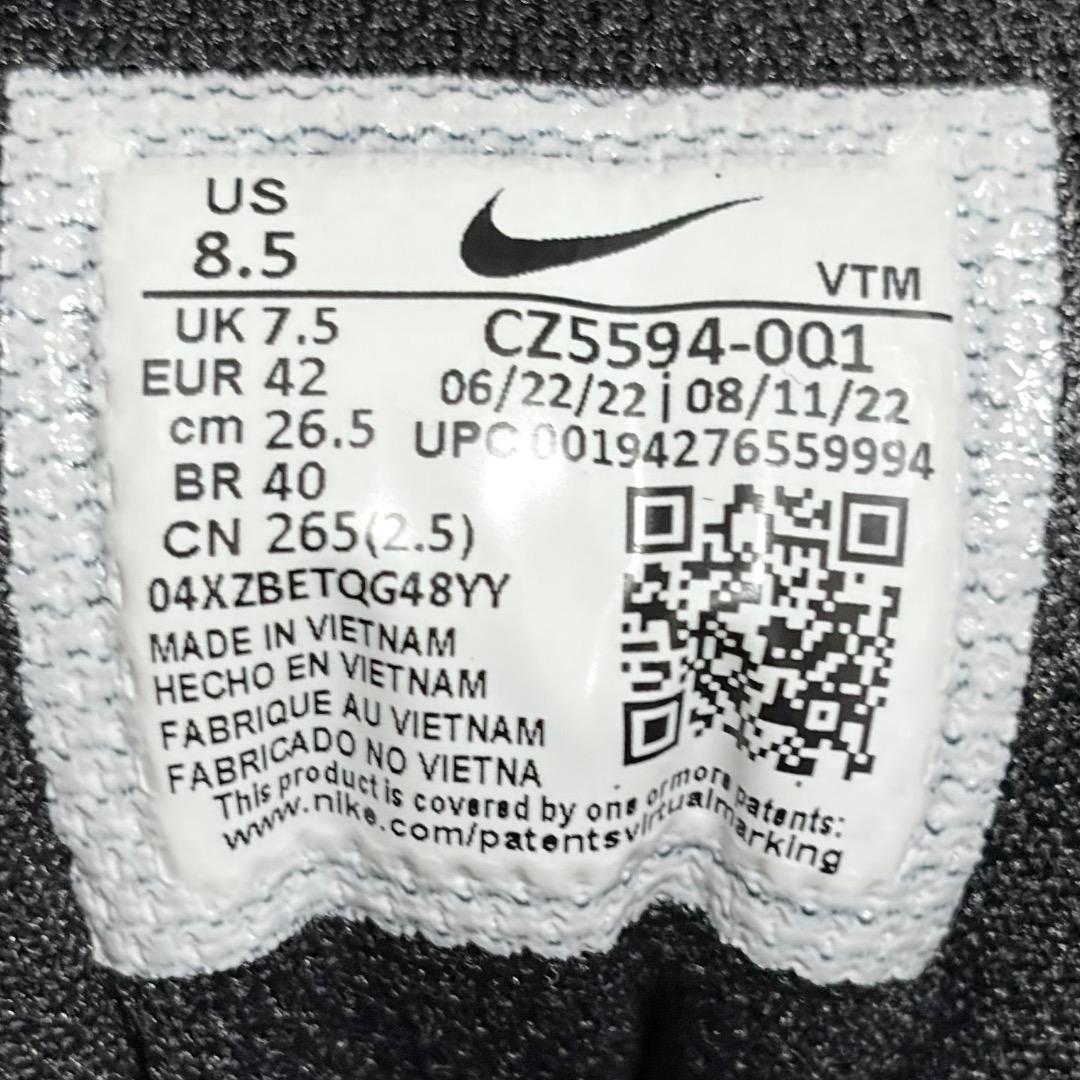 US
8.5
VTM
UK 7.5
EUR 42
cm 26.5
BR 40
CN 265(2.5)
04XZBETQG48YY
CZ5594-001
06/22/22 | 08/11/22
UPC 00194276559994
MADE IN VIETNAM
HECHO EN VIETNAM
FABRIQUE AU VIETNAM
FABRICADO NO VIETNA
This product is covered by one or more patents:
www.nike.com/patentsvirtualmarking